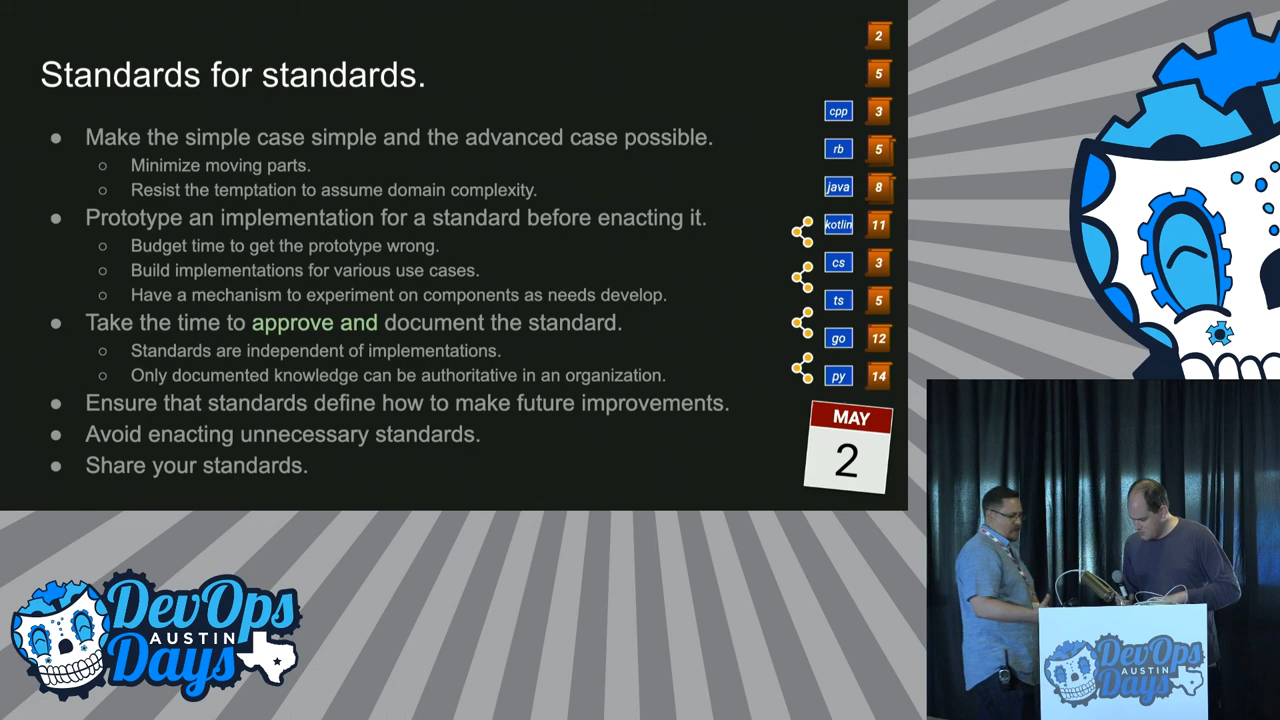 Standards for standards.
● Make the simple case simple and the advanced case possible.
○ Minimize moving parts.
○ Resist the temptation to assume domain complexity.
● Prototype an implementation for a standard before enacting it.
○ Budget time to get the prototype wrong.
○ Build implementations for various use cases.
○ Have a mechanism to experiment on components as needs develop.
● Take the time to approve and document the standard.
○ Standards are independent of implementations.
○ Only documented knowledge can be authoritative in an organization.
● Ensure that standards define how to make future improvements.
● Avoid enacting unnecessary standards.
● Share your standards.
2
5
cpp 3
rb 5
java 8
kotlin 11
cs 3
ts 5
go 12
py 14
MAY
2
DevOps
AUSTIN
Days
DevOps
AUSTIN
Days